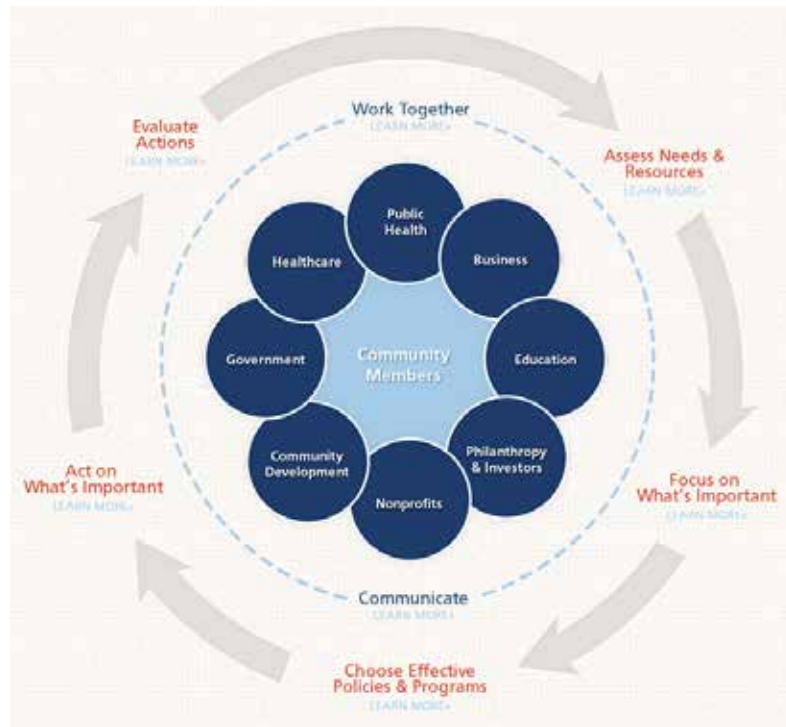 Work Together
LEARN MORE»
Evaluate
Actions
LEARN MORE»
Assess Needs &
Resources
LEARN MORE»
Public
Health
Healthcare
Business
Government
Community
Members
Education
Community
Development
Philanthropy
& Investors
Nonprofits
Act on
What's Important
LEARN MORE»
Focus on
What's Important
LEARN MORE»
Communicate
LEARN MORE»
Choose Effective
Policies & Programs
LEARN MORE»